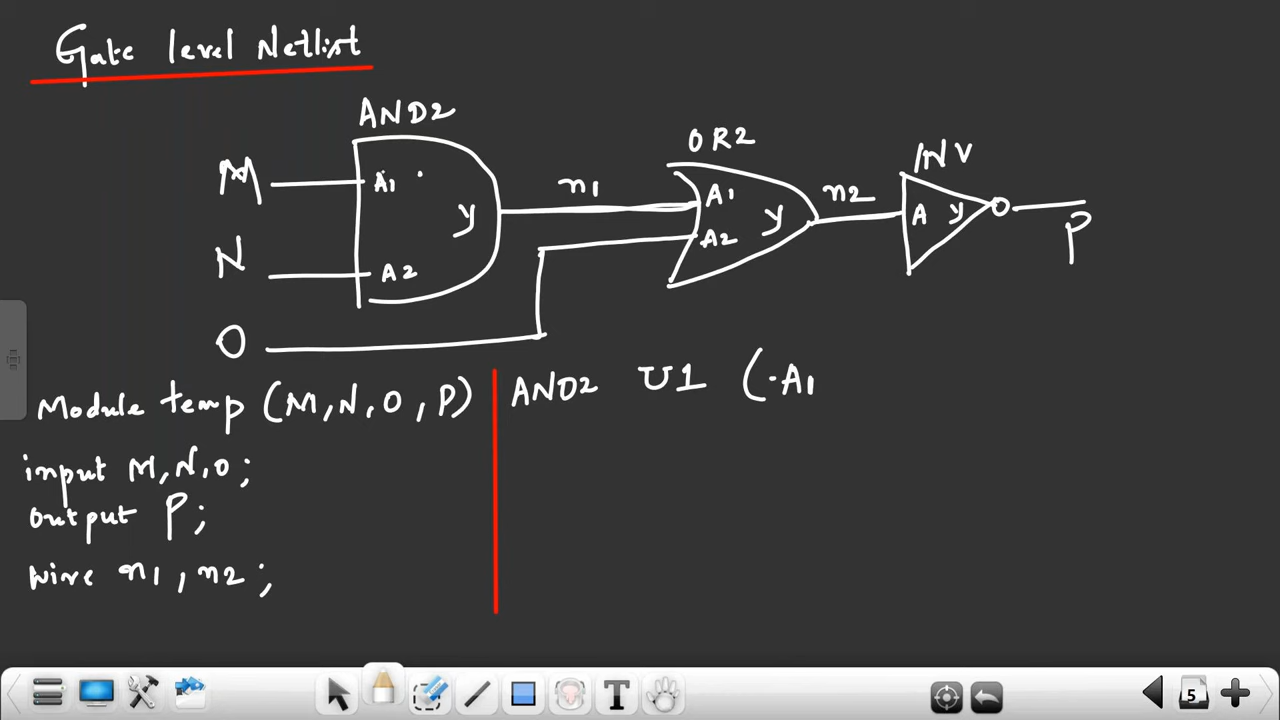 Gate level Netlist
AND2
OR2
INV
M
A1
n1
A1
n2
A
y
P
y
y
A2
N
A2
O
Module temp (M,N,O,P)
input M,N,O;
output P;
wire n1,n2;
AND2 U1 (.A1
T
5